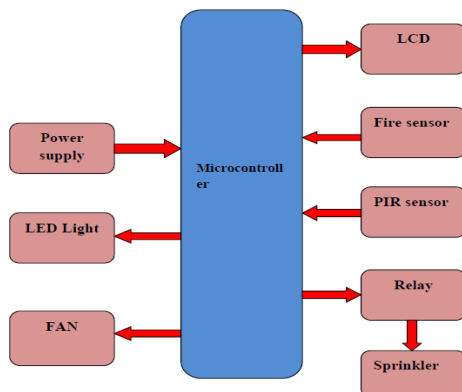 LCD
Fire sensor
Power
supply
Microcontroll
er
PIR sensor
LED Light
Relay
FAN
Sprinkler